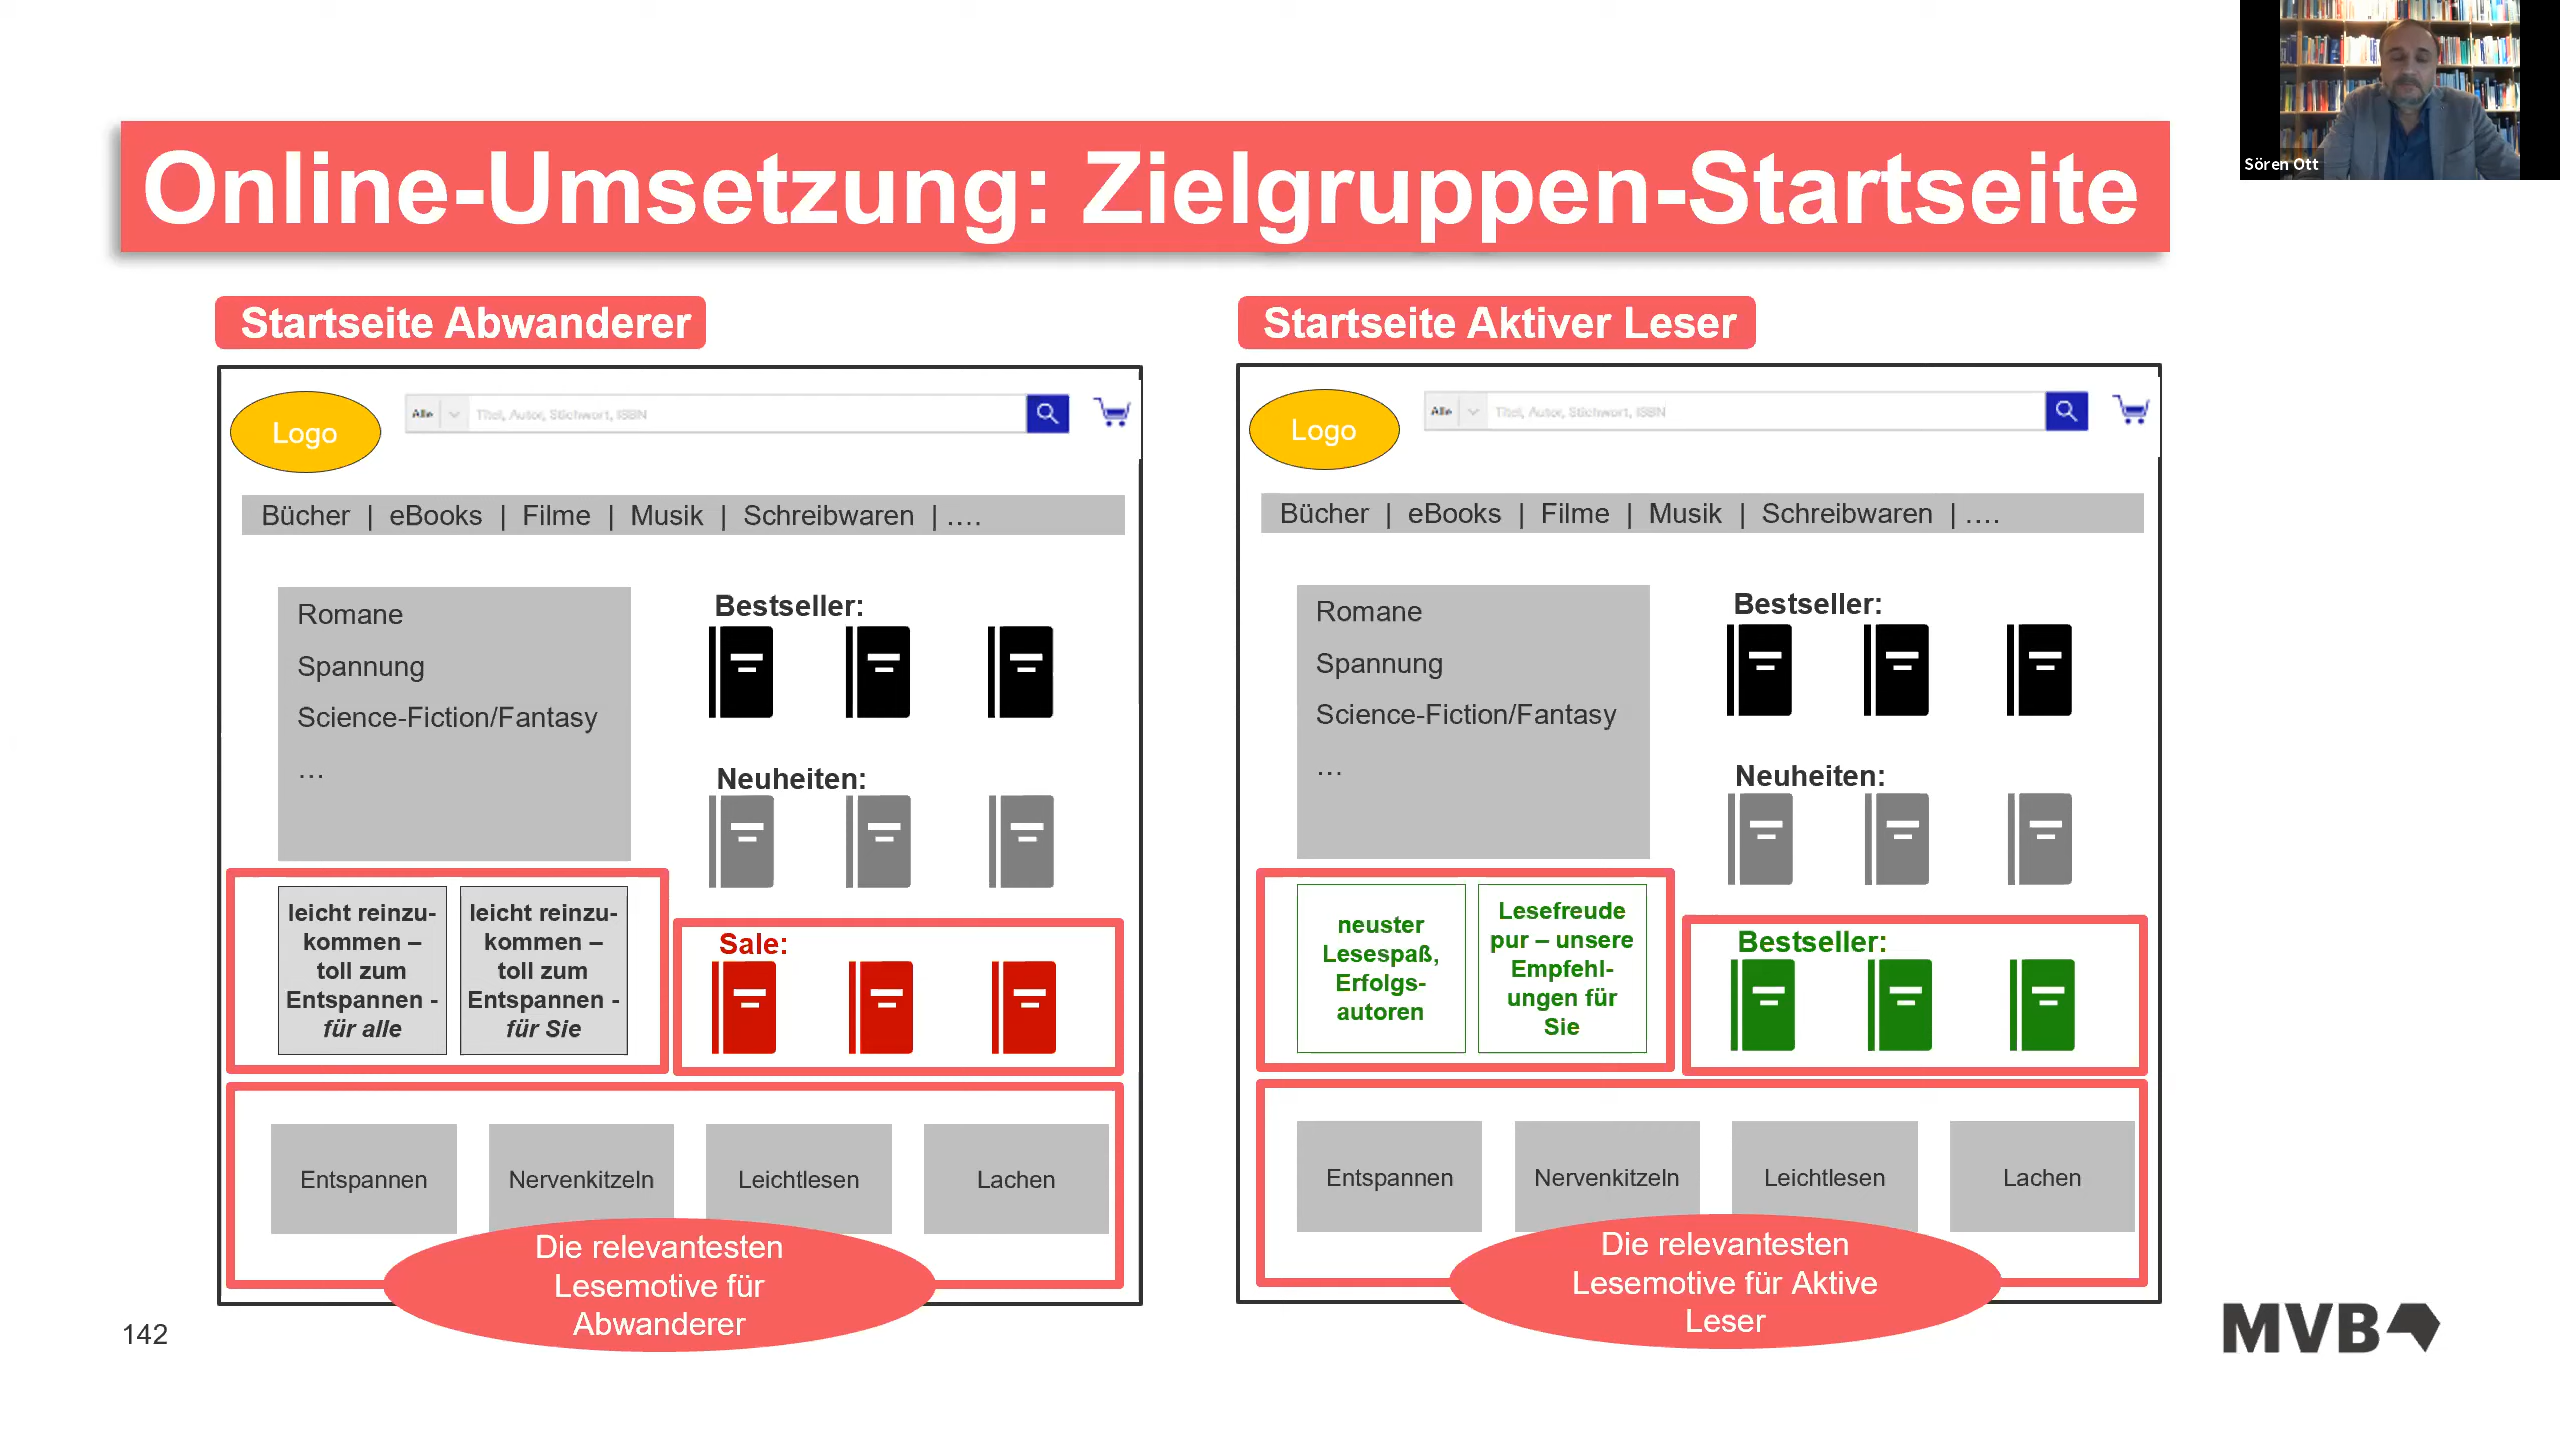 Sören Ott
Online-Umsetzung: Zielgruppen-Startseite
Startseite Abwanderer
Logo
Alle
Titel, Autor, Stichwort, ISBN
Bücher | eBooks | Filme | Musik | Schreibwaren | ....
Romane
Spannung
Science-Fiction/Fantasy
...
Bestseller:
Neuheiten:
leicht reinzu-
kommen –
toll zum
Entspannen -
für alle
leicht reinzu-
kommen –
toll zum
Entspannen -
für Sie
Sale:
Entspannen
Nervenkitzeln
Leichtlesen
Lachen
Die relevantesten
Lesemotive für
Abwanderer
Startseite Aktiver Leser
Logo
Alle
Titel, Autor, Stichwort, ISBN
Bücher | eBooks | Filme | Musik | Schreibwaren | ....
Romane
Spannung
Science-Fiction/Fantasy
...
Bestseller:
Neuheiten:
neuster
Lesespaß,
Erfolgs-
autoren
Lesefreude
pur – unsere
Empfehl-
ungen für
Sie
Bestseller:
Entspannen
Nervenkitzeln
Leichtlesen
Lachen
Die relevantesten
Lesemotive für Aktive
Leser
142
MVB